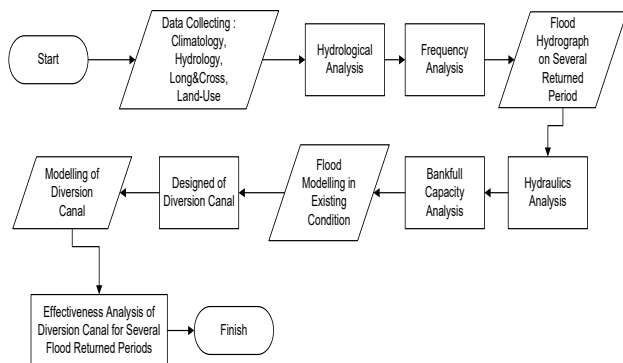 Start
Data Collecting :
Climatology,
Hydrology,
Long&Cross,
Land-Use
Hydrological
Analysis
Frequency
Analysis
Flood
Hydrograph
on Several
Returned
Period
Modelling of
Diversion
Canal
Designed of
Diversion Canal
Flood
Modelling in
Existing
Condition
Bankfull
Capacity
Analysis
Hydraulics
Analysis
Effectiveness Analysis of
Diversion Canal for Several
Flood Returned Periods
Finish